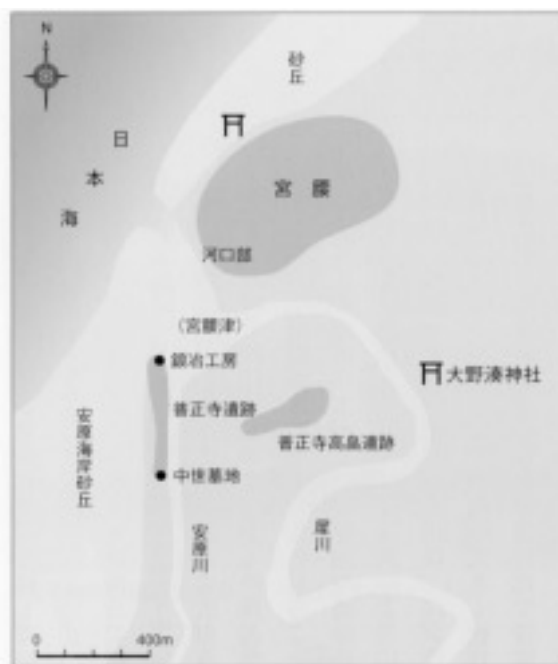 N
砂丘
日本海
宮腰
河口部
(宮腰津)
鍛冶工房
大野湊神社
普正寺遺跡
普正寺高畠遺跡
安原海岸砂丘
中世墓地
安原川
犀川
0 400m